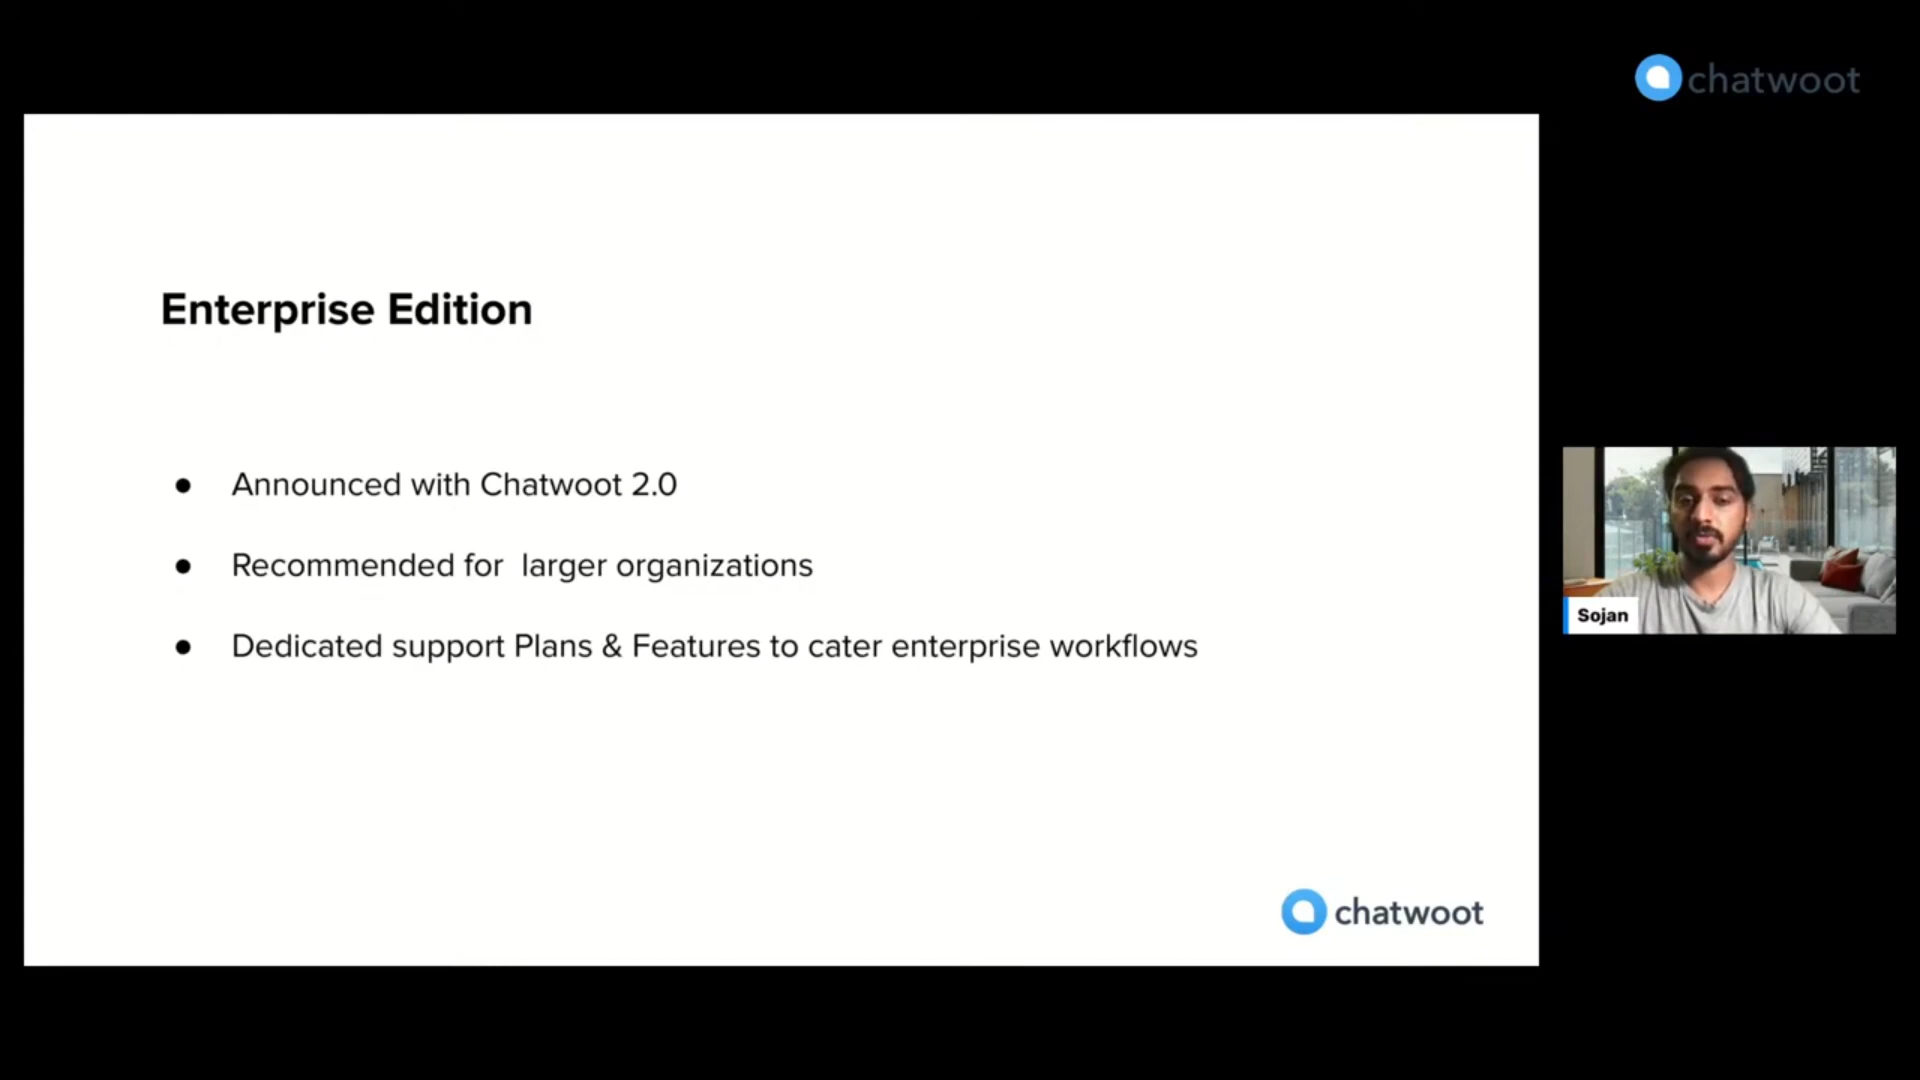 chatwoot
Enterprise Edition
● Announced with Chatwoot 2.0
● Recommended for  larger organizations
● Dedicated support Plans & Features to cater enterprise workflows
Sojan
chatwoot